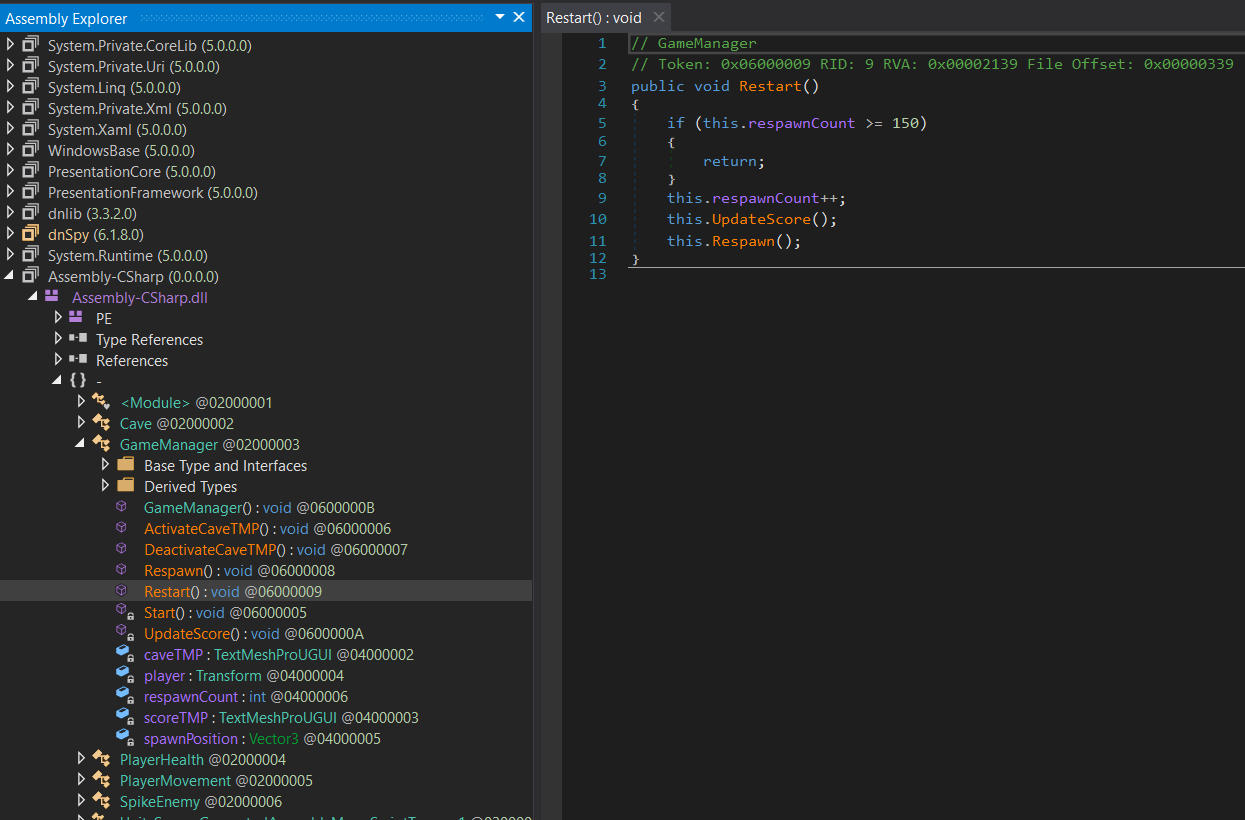 Assembly Explorer
System.Private.CoreLib (5.0.0.0)
System.Private.Uri (5.0.0.0)
System.Linq (5.0.0.0)
System.Private.Xml (5.0.0.0)
System.Xaml (5.0.0.0)
WindowsBase (5.0.0.0)
PresentationCore (5.0.0.0)
PresentationFramework (5.0.0.0)
dnlib (3.3.2.0)
dnSpy (6.1.8.0)
System.Runtime (5.0.0.0)
Assembly-CSharp (0.0.0.0)
Assembly-CSharp.dll
PE
Type References
References
{ } -
<Module> @02000001
Cave @02000002
GameManager @02000003
Base Type and Interfaces
Derived Types
GameManager() : void @0600000B
ActivateCaveTMP() : void @06000006
DeactivateCaveTMP() : void @06000007
Respawn() : void @06000008
Restart() : void @06000009
Start() : void @06000005
UpdateScore() : void @0600000A
caveTMP : TextMeshProUGUI @04000002
player : Transform @04000004
respawnCount : int @04000006
scoreTMP : TextMeshProUGUI @04000003
spawnPosition : Vector3 @04000005
PlayerHealth @02000004
PlayerMovement @02000005
SpikeEnemy @02000006
Restart() : void
1 // GameManager
2 // Token: 0x06000009 RID: 9 RVA: 0x00002139 File Offset: 0x00000339
3 public void Restart()
4 {
5 if (this.respawnCount >= 150)
6 {
7 return;
8 }
9 this.respawnCount++;
10 this.UpdateScore();
11 this.Respawn();
12 }
13